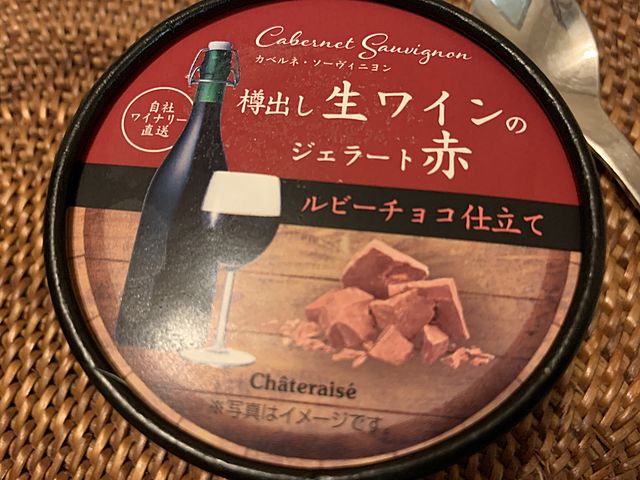 Cabernet Sauvignon
カベルネ・ソーヴィニヨン
自社
ワイナリー
直送
樽出し生ワインの
ジェラート赤
ルビーチョコ仕立て
Châteraisé
※写真はイメージです。